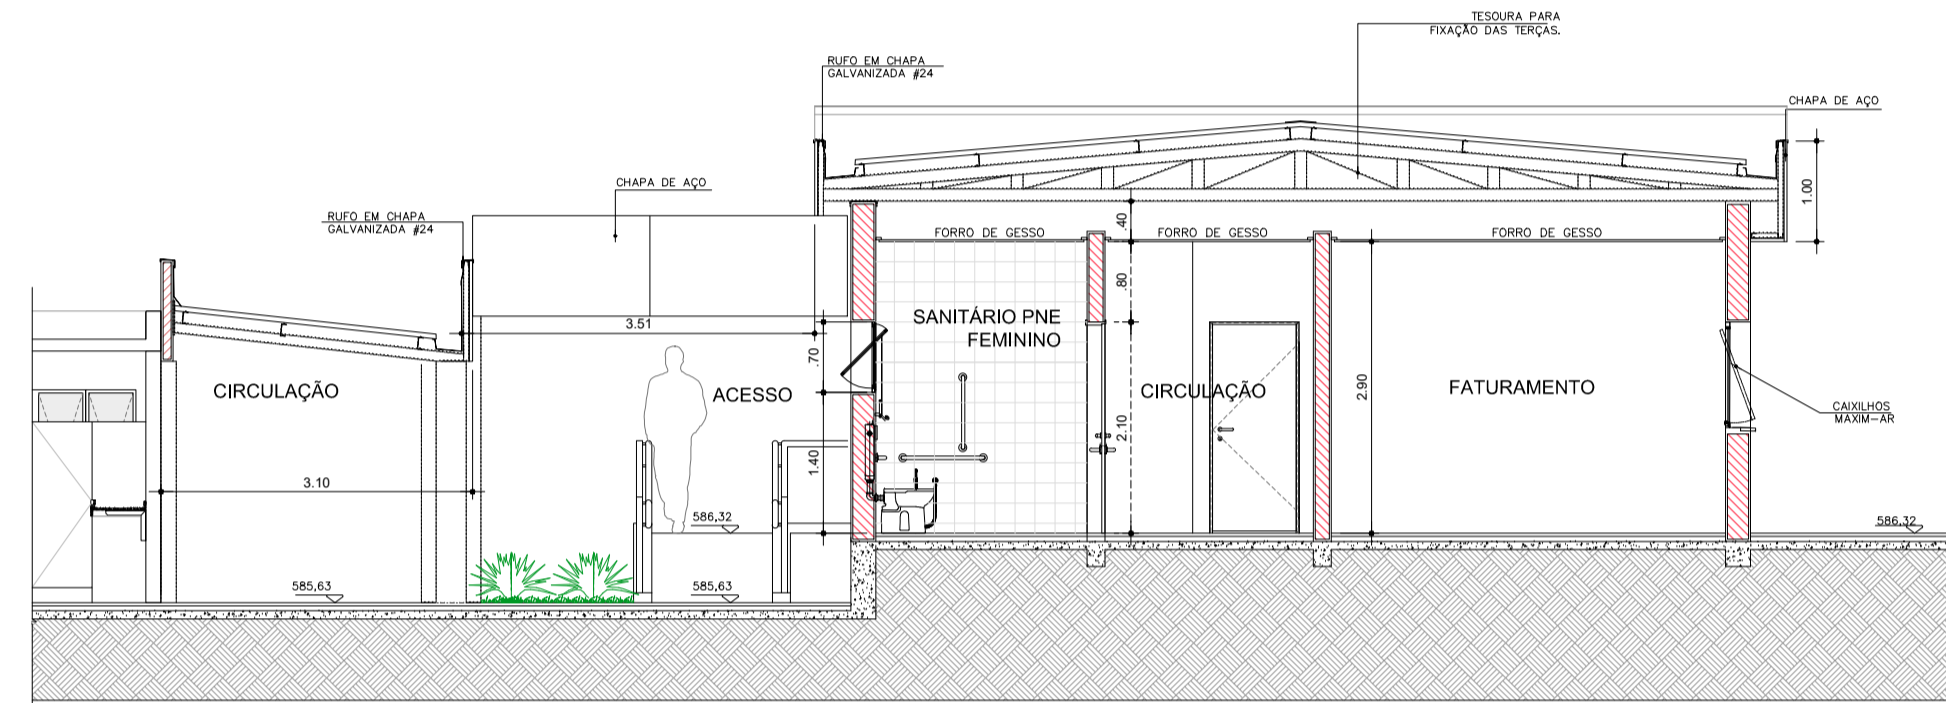 TESOURA PARA
FIXAÇÃO DAS TERÇAS.
RUFO EM CHAPA
GALVANIZADA #24
CHAPA DE AÇO
CHAPA DE AÇO
RUFO EM CHAPA
GALVANIZADA #24
1.00
.40
FORRO DE GESSO
FORRO DE GESSO
FORRO DE GESSO
.80
3.51
SANITÁRIO PNE
FEMININO
.70
CIRCULAÇÃO
ACESSO
CIRCULAÇÃO
2.90
FATURAMENTO
CAIXILHOS
MAXIM-AR
2.10
1.40
3.10
586,32
586,32
585,63
585,63